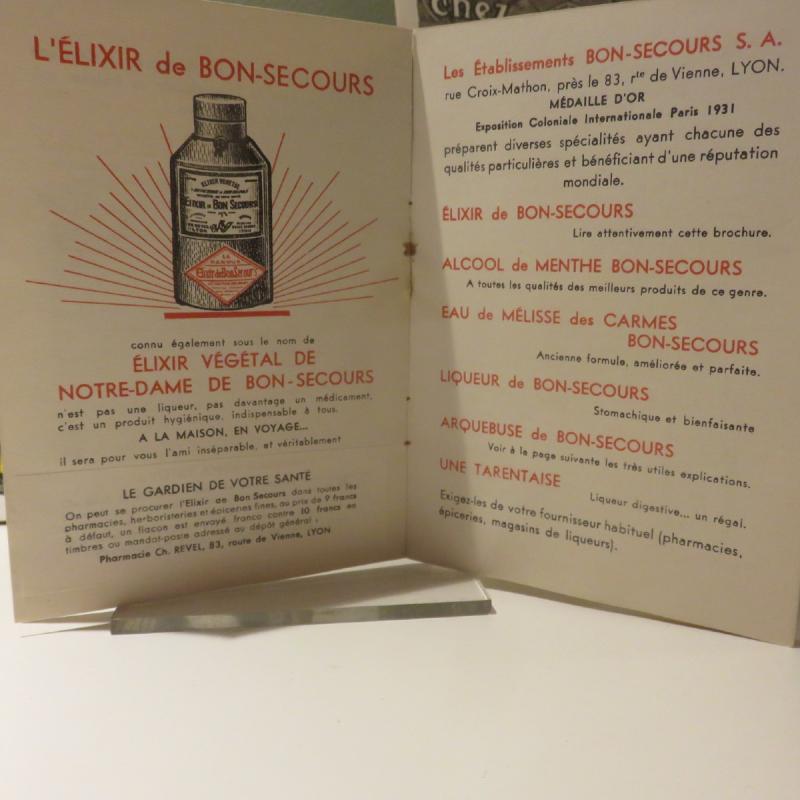 chez
L'ÉLIXIR de BON-SECOURS
ELIXIR VÉGÉTAL
ELIXIR DE BON SECOURS
LYON
LA
Elixir de Bon Secours
connu également sous le nom de
ÉLIXIR VÉGÉTAL DE
NOTRE-DAME DE BON-SECOURS
n'est pas une liqueur, pas davantage un médicament,
c'est un produit hygiénique, indispensable à tous.
A LA MAISON, EN VOYAGE...
il sera pour vous l'ami inséparable, et véritablement
LE GARDIEN DE VOTRE SANTÉ
On peut se procurer l'Elixir de Bon Secours dans toutes les
pharmacies, herboristeries et épiceries fines, au prix de 9 francs
à défaut, un flacon est envoyé franco contre 10 francs en
timbres ou mandat-poste adressé au dépôt général :
Pharmacie Ch. REVEL, 83, route de Vienne, LYON
Les Établissements BON-SECOURS S. A.
rue Croix-Mathon, près le 83, rte de Vienne, LYON.
MÉDAILLE D'OR
Exposition Coloniale Internationale Paris 1931
préparent diverses spécialités ayant chacune des
qualités particulières et bénéficiant d'une réputation
mondiale.
ÉLIXIR de BON-SECOURS
Lire attentivement cette brochure.
ALCOOL de MENTHE BON-SECOURS
A toutes les qualités des meilleurs produits de ce genre.
EAU de MÉLISSE des CARMES
BON-SECOURS
Ancienne formule, améliorée et parfaite.
LIQUEUR de BON-SECOURS
Stomachique et bienfaisante
ARQUEBUSE de BON-SECOURS
Voir à la page suivante les très utiles explications.
UNE TARENTAISE
Liqueur digestive... un régal.
Exigez-les de votre fournisseur habituel (pharmacies,
épiceries, magasins de liqueurs).